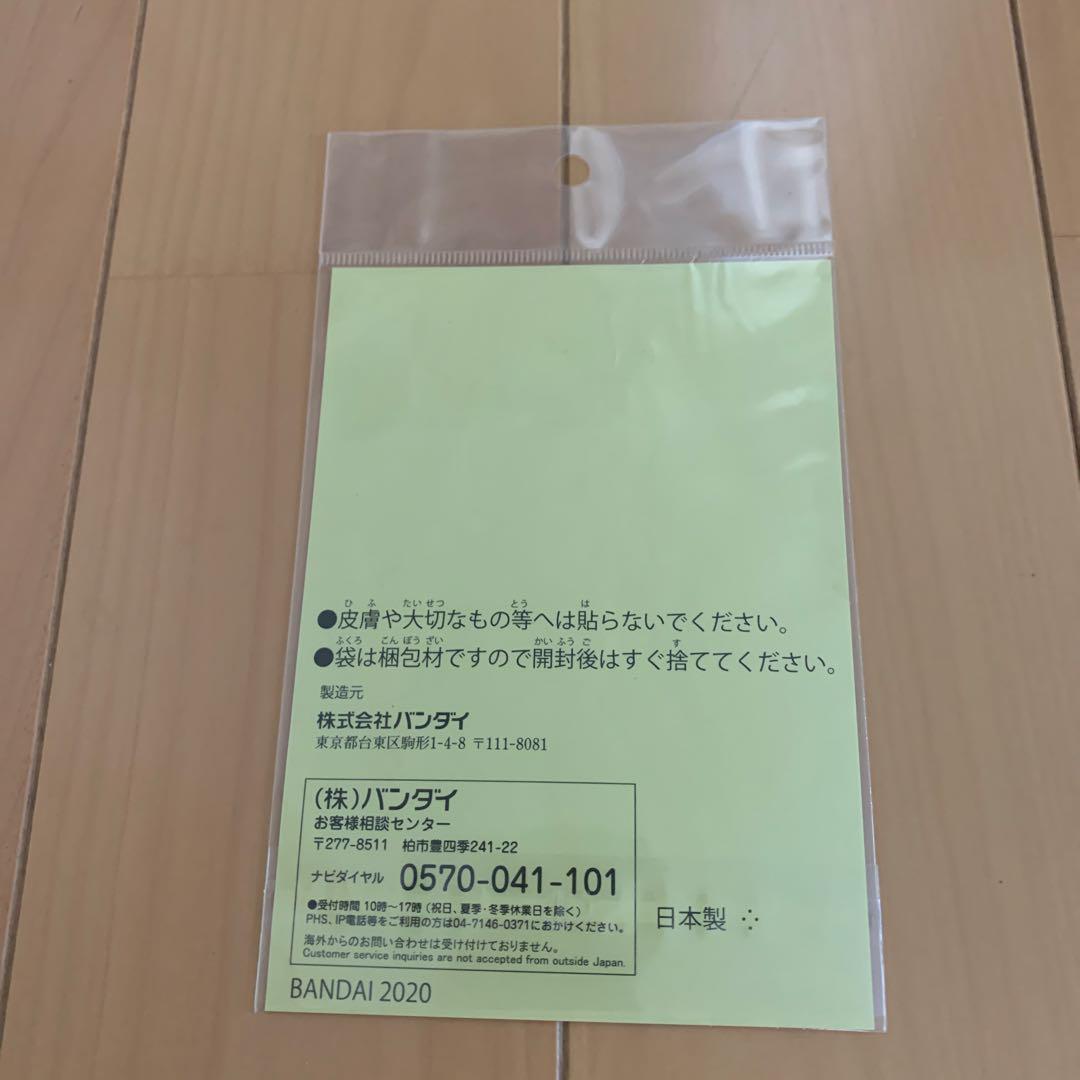 ●皮膚や大切なもの等へは貼らないでください。
●袋は梱包材ですので開封後はすぐ捨ててください。
製造元
株式会社バンダイ
東京都台東区駒形1-4-8 〒111-8081
(株)バンダイ
お客様相談センター
〒277-8511 柏市豊四季241-22
ナビダイヤル 0570-041-101
●受付時間 10時～17時 (祝日、夏季・冬季休業日を除く)
PHS、IP電話等をご利用の方は04-7146-0371におかけください。
海外からのお問い合わせは受け付けておりません。
Customer service inquiries are not accepted from outside Japan.
日本製
BANDAI 2020